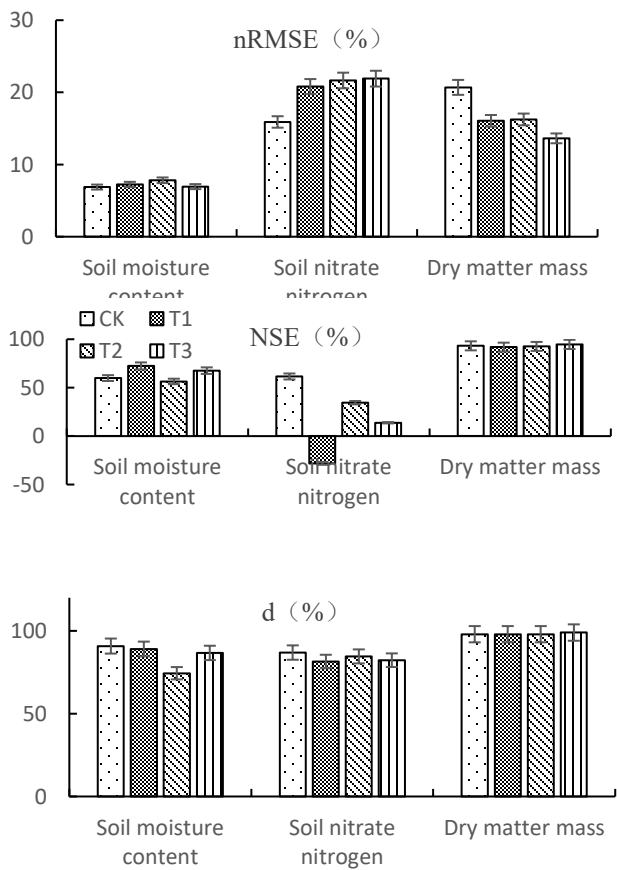 30
nRMSE（%）
20
10
0
Soil moisture content
Soil nitrate nitrogen
Dry matter mass
CK T1
T2 T3
NSE（%）
100
50
0
-50
Soil moisture
content
Soil nitrate
nitrogen
Dry matter mass
d（%）
100
50
0
Soil moisture
content
Soil nitrate
nitrogen
Dry matter mass